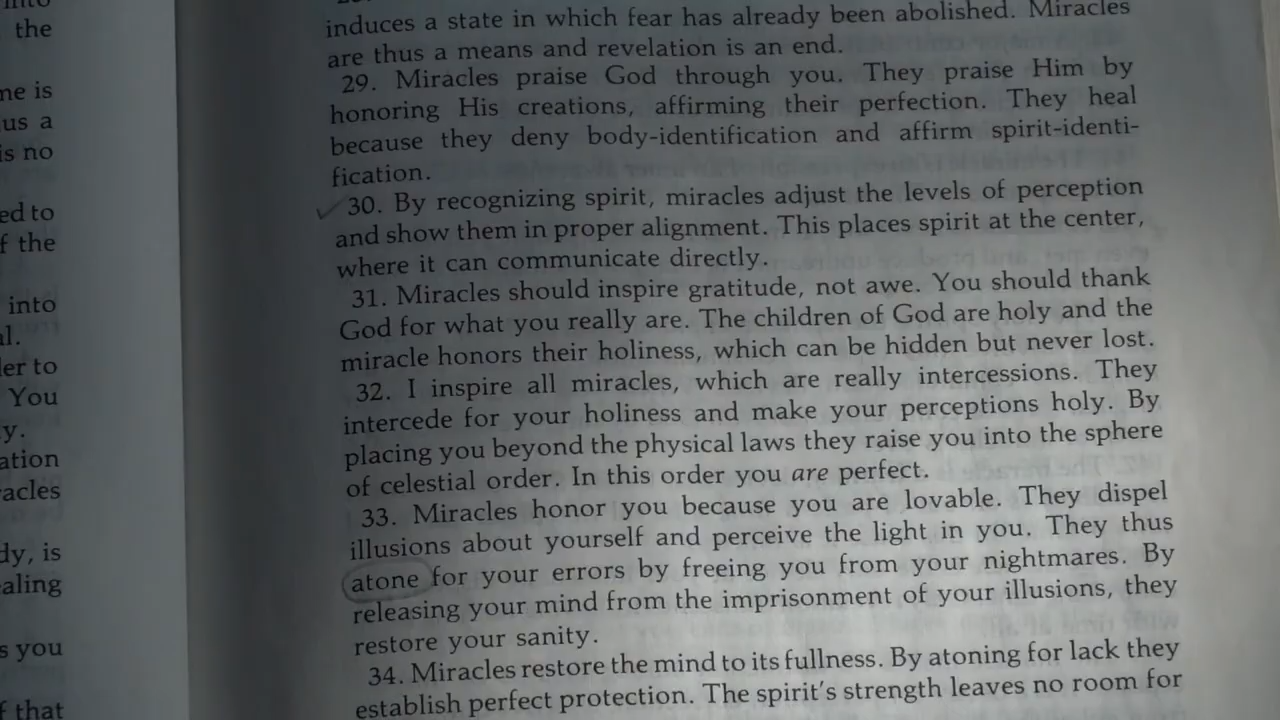 into
the
ne is
us a
is no
ed to
f the
into
al.
er to
You
y.
ation
racles
dy, is
ealing
s you
f that
induces a state in which fear has already been abolished. Miracles
are thus a means and revelation is an end.
29. Miracles praise God through you. They praise Him by
honoring His creations, affirming their perfection. They heal
because they deny body-identification and affirm spirit-identi-
fication.
30. By recognizing spirit, miracles adjust the levels of perception
and show them in proper alignment. This places spirit at the center,
where it can communicate directly.
31. Miracles should inspire gratitude, not awe. You should thank
God for what you really are. The children of God are holy and the
miracle honors their holiness, which can be hidden but never lost.
32. I inspire all miracles, which are really intercessions. They
intercede for your holiness and make your perceptions holy. By
placing you beyond the physical laws they raise you into the sphere
of celestial order. In this order you are perfect.
33. Miracles honor you because you are lovable. They dispel
illusions about yourself and perceive the light in you. They thus
atone for your errors by freeing you from your nightmares. By
releasing your mind from the imprisonment of your illusions, they
restore your sanity.
34. Miracles restore the mind to its fullness. By atoning for lack they
establish perfect protection. The spirit's strength leaves no room for